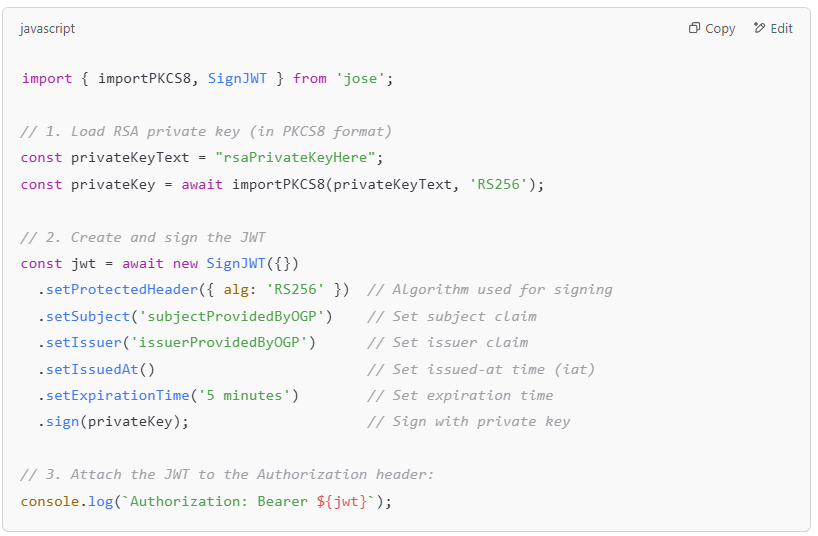 javascript
Copy
Edit
import { importPKCS8, SignJWT } from 'jose';
// 1. Load RSA private key (in PKCS8 format)
const privateKeyText = "rsaPrivateKeyHere";
const privateKey = await importPKCS8(privateKeyText, 'RS256');
// 2. Create and sign the JWT
const jwt = await new SignJWT({})
  .setProtectedHeader({ alg: 'RS256' })  // Algorithm used for signing
  .setSubject('subjectProvidedByOGP')    // Set subject claim
  .setIssuer('issuerProvidedByOGP')      // Set issuer claim
  .setIssuedAt()                         // Set issued-at time (iat)
  .setExpirationTime('5 minutes')        // Set expiration time
  .sign(privateKey);                     // Sign with private key
// 3. Attach the JWT to the Authorization header:
console.log(`Authorization: Bearer ${jwt}`);